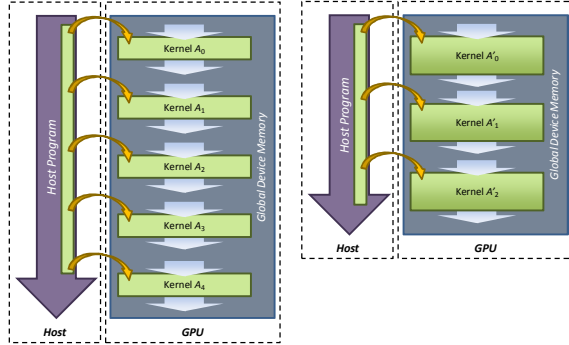 Host Program
Kernel A0
Kernel A1
Kernel A2
Kernel A3
Kernel A4
Global Device Memory
Host
GPU
Host Program
Kernel A'0
Kernel A'1
Kernel A'2
Global Device Memory
Host
GPU